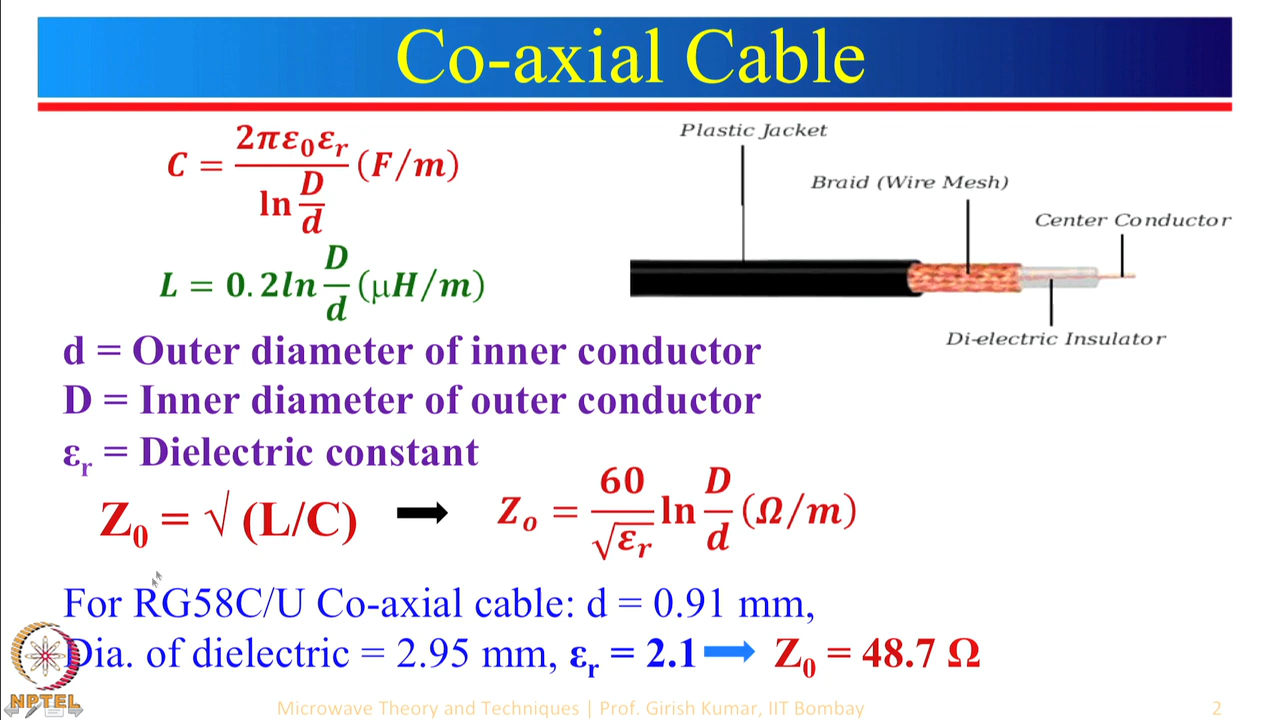 Co-axial Cable
C = 2πε₀εᵣ / ln D/d (F/m)
Plastic Jacket
Braid (Wire Mesh)
Center Conductor
L = 0.2ln D/d (μH/m)
Di-electric Insulator
d = Outer diameter of inner conductor
D = Inner diameter of outer conductor
εᵣ = Dielectric constant
Z₀ = √ (L/C) ➡ Zₒ = 60/√εᵣ ln D/d (Ω/m)
For RG58C/U Co-axial cable: d = 0.91 mm,
Dia. of dielectric = 2.95 mm, εᵣ = 2.1 ➡ Z₀ = 48.7 Ω
NPTEL
Microwave Theory and Techniques | Prof. Girish Kumar, IIT Bombay
2